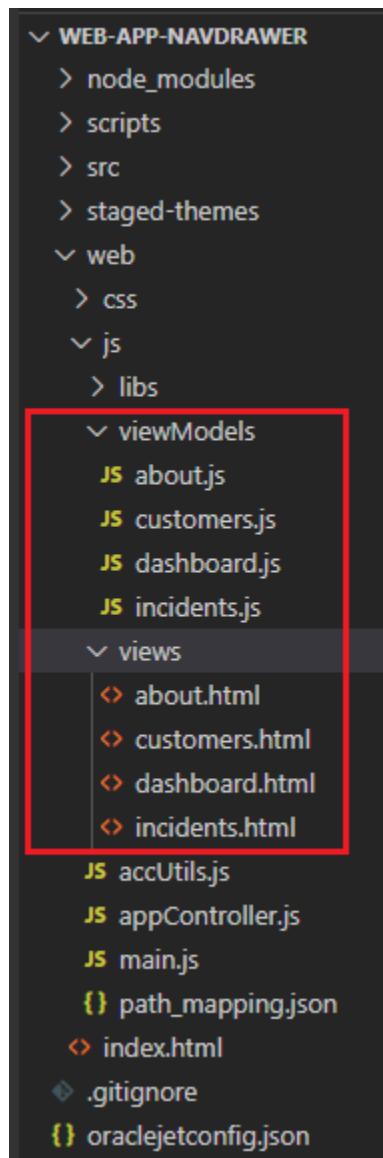 WEB-APP-NAVDRAWER
node_modules
scripts
src
staged-themes
web
css
js
libs
viewModels
JS about.js
JS customers.js
JS dashboard.js
JS incidents.js
views
<> about.html
<> customers.html
<> dashboard.html
<> incidents.html
JS accUtils.js
JS appController.js
JS main.js
{} path_mapping.json
<> index.html
.gitignore
{} oraclejetconfig.json